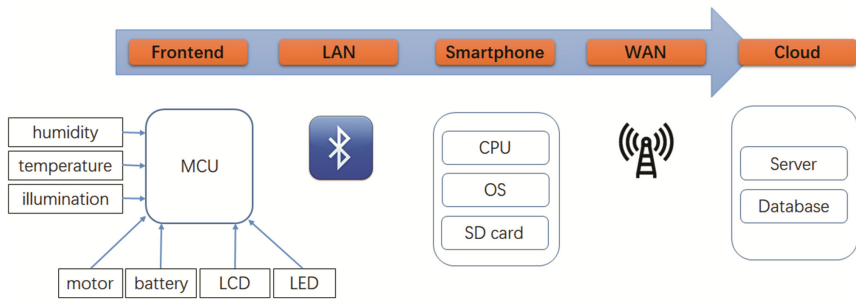 Frontend
LAN
Smartphone
WAN
Cloud
humidity
temperature
illumination
MCU
motor
battery
LCD
LED
CPU
OS
SD card
Server
Database